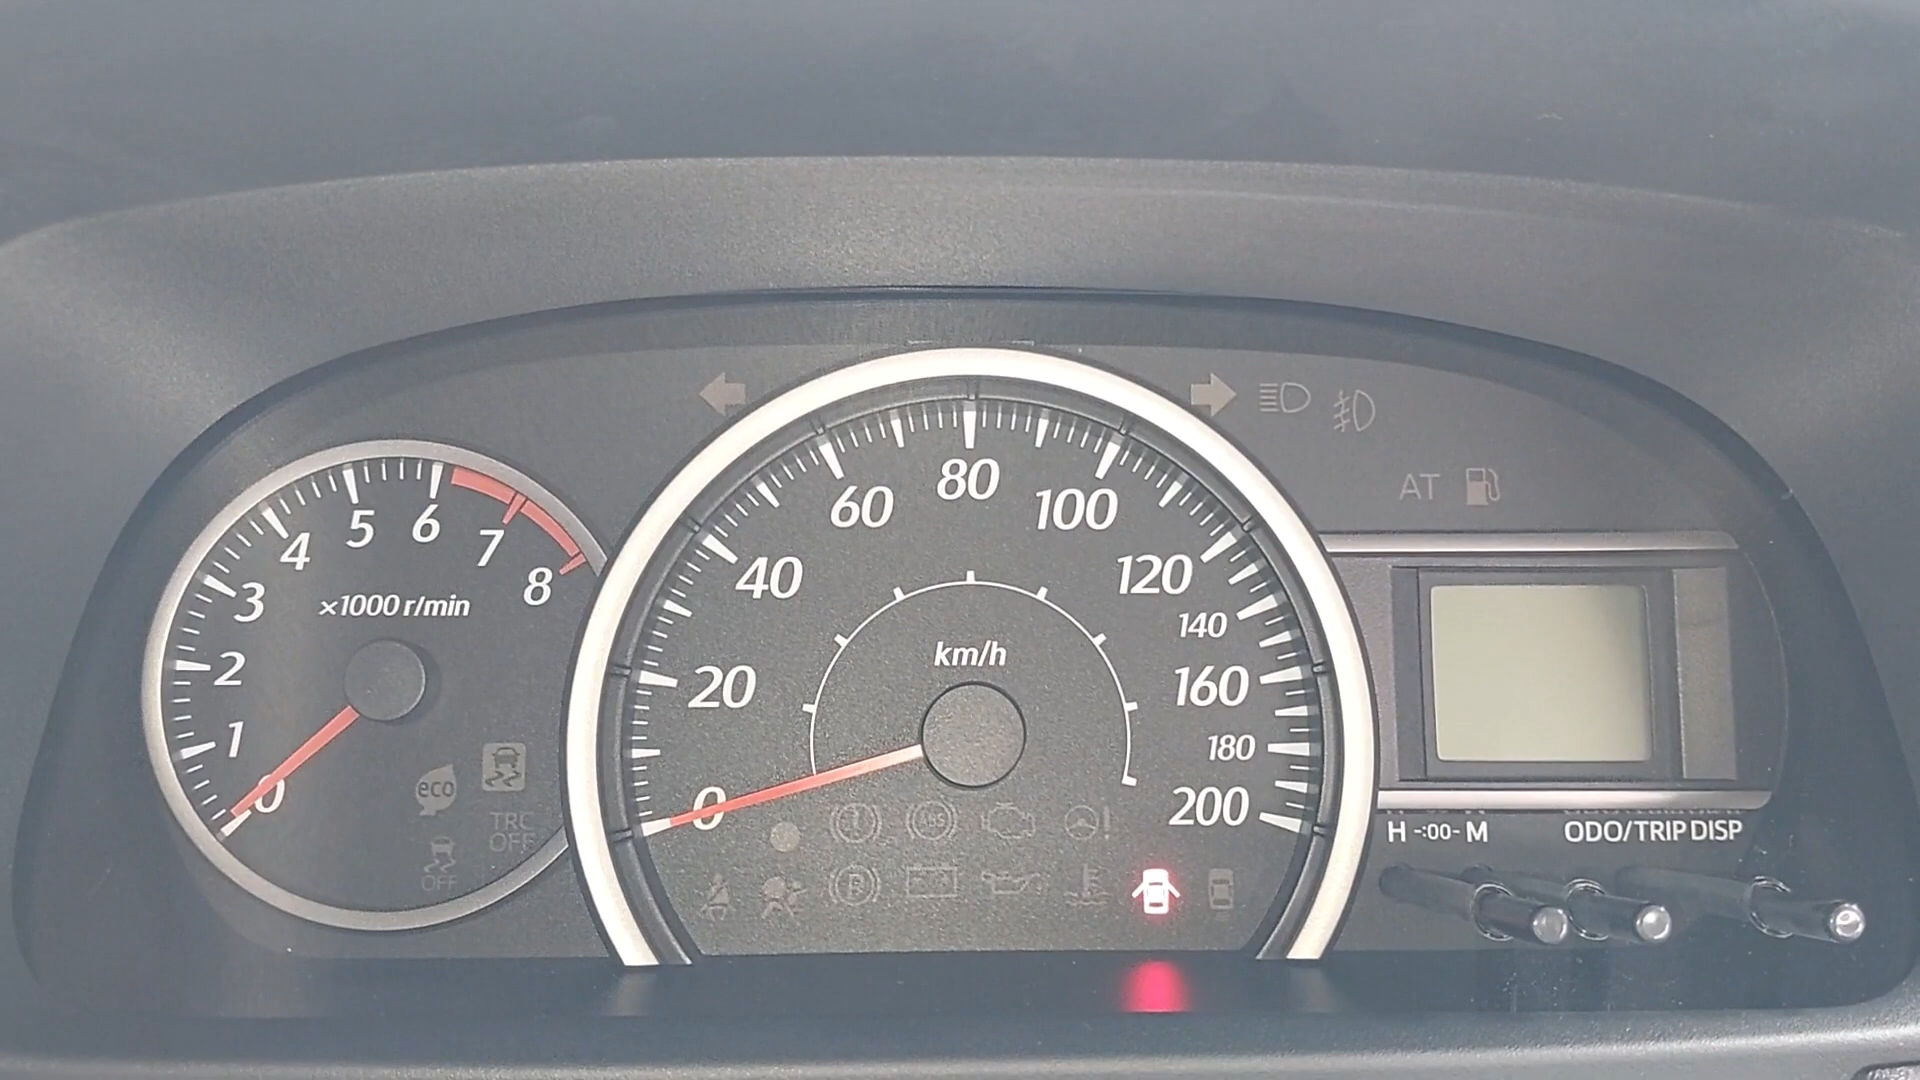 0 1 2 3 4 5 6 7 8
×1000 r/min
eco
TRC
OFF
OFF
0 20 40 60 80 100 120 140 160 180 200
km/h
ABS
P
AT
H -:00- M
ODO/TRIP DISP